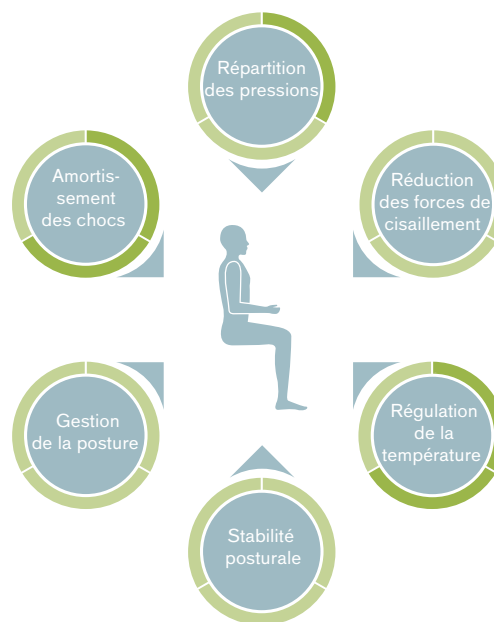 Répartition
des pressions
Amortis-
sement
des chocs
Réduction
des forces de
cisaillement
Gestion
de la posture
Régulation
de la
température
Stabilité
posturale